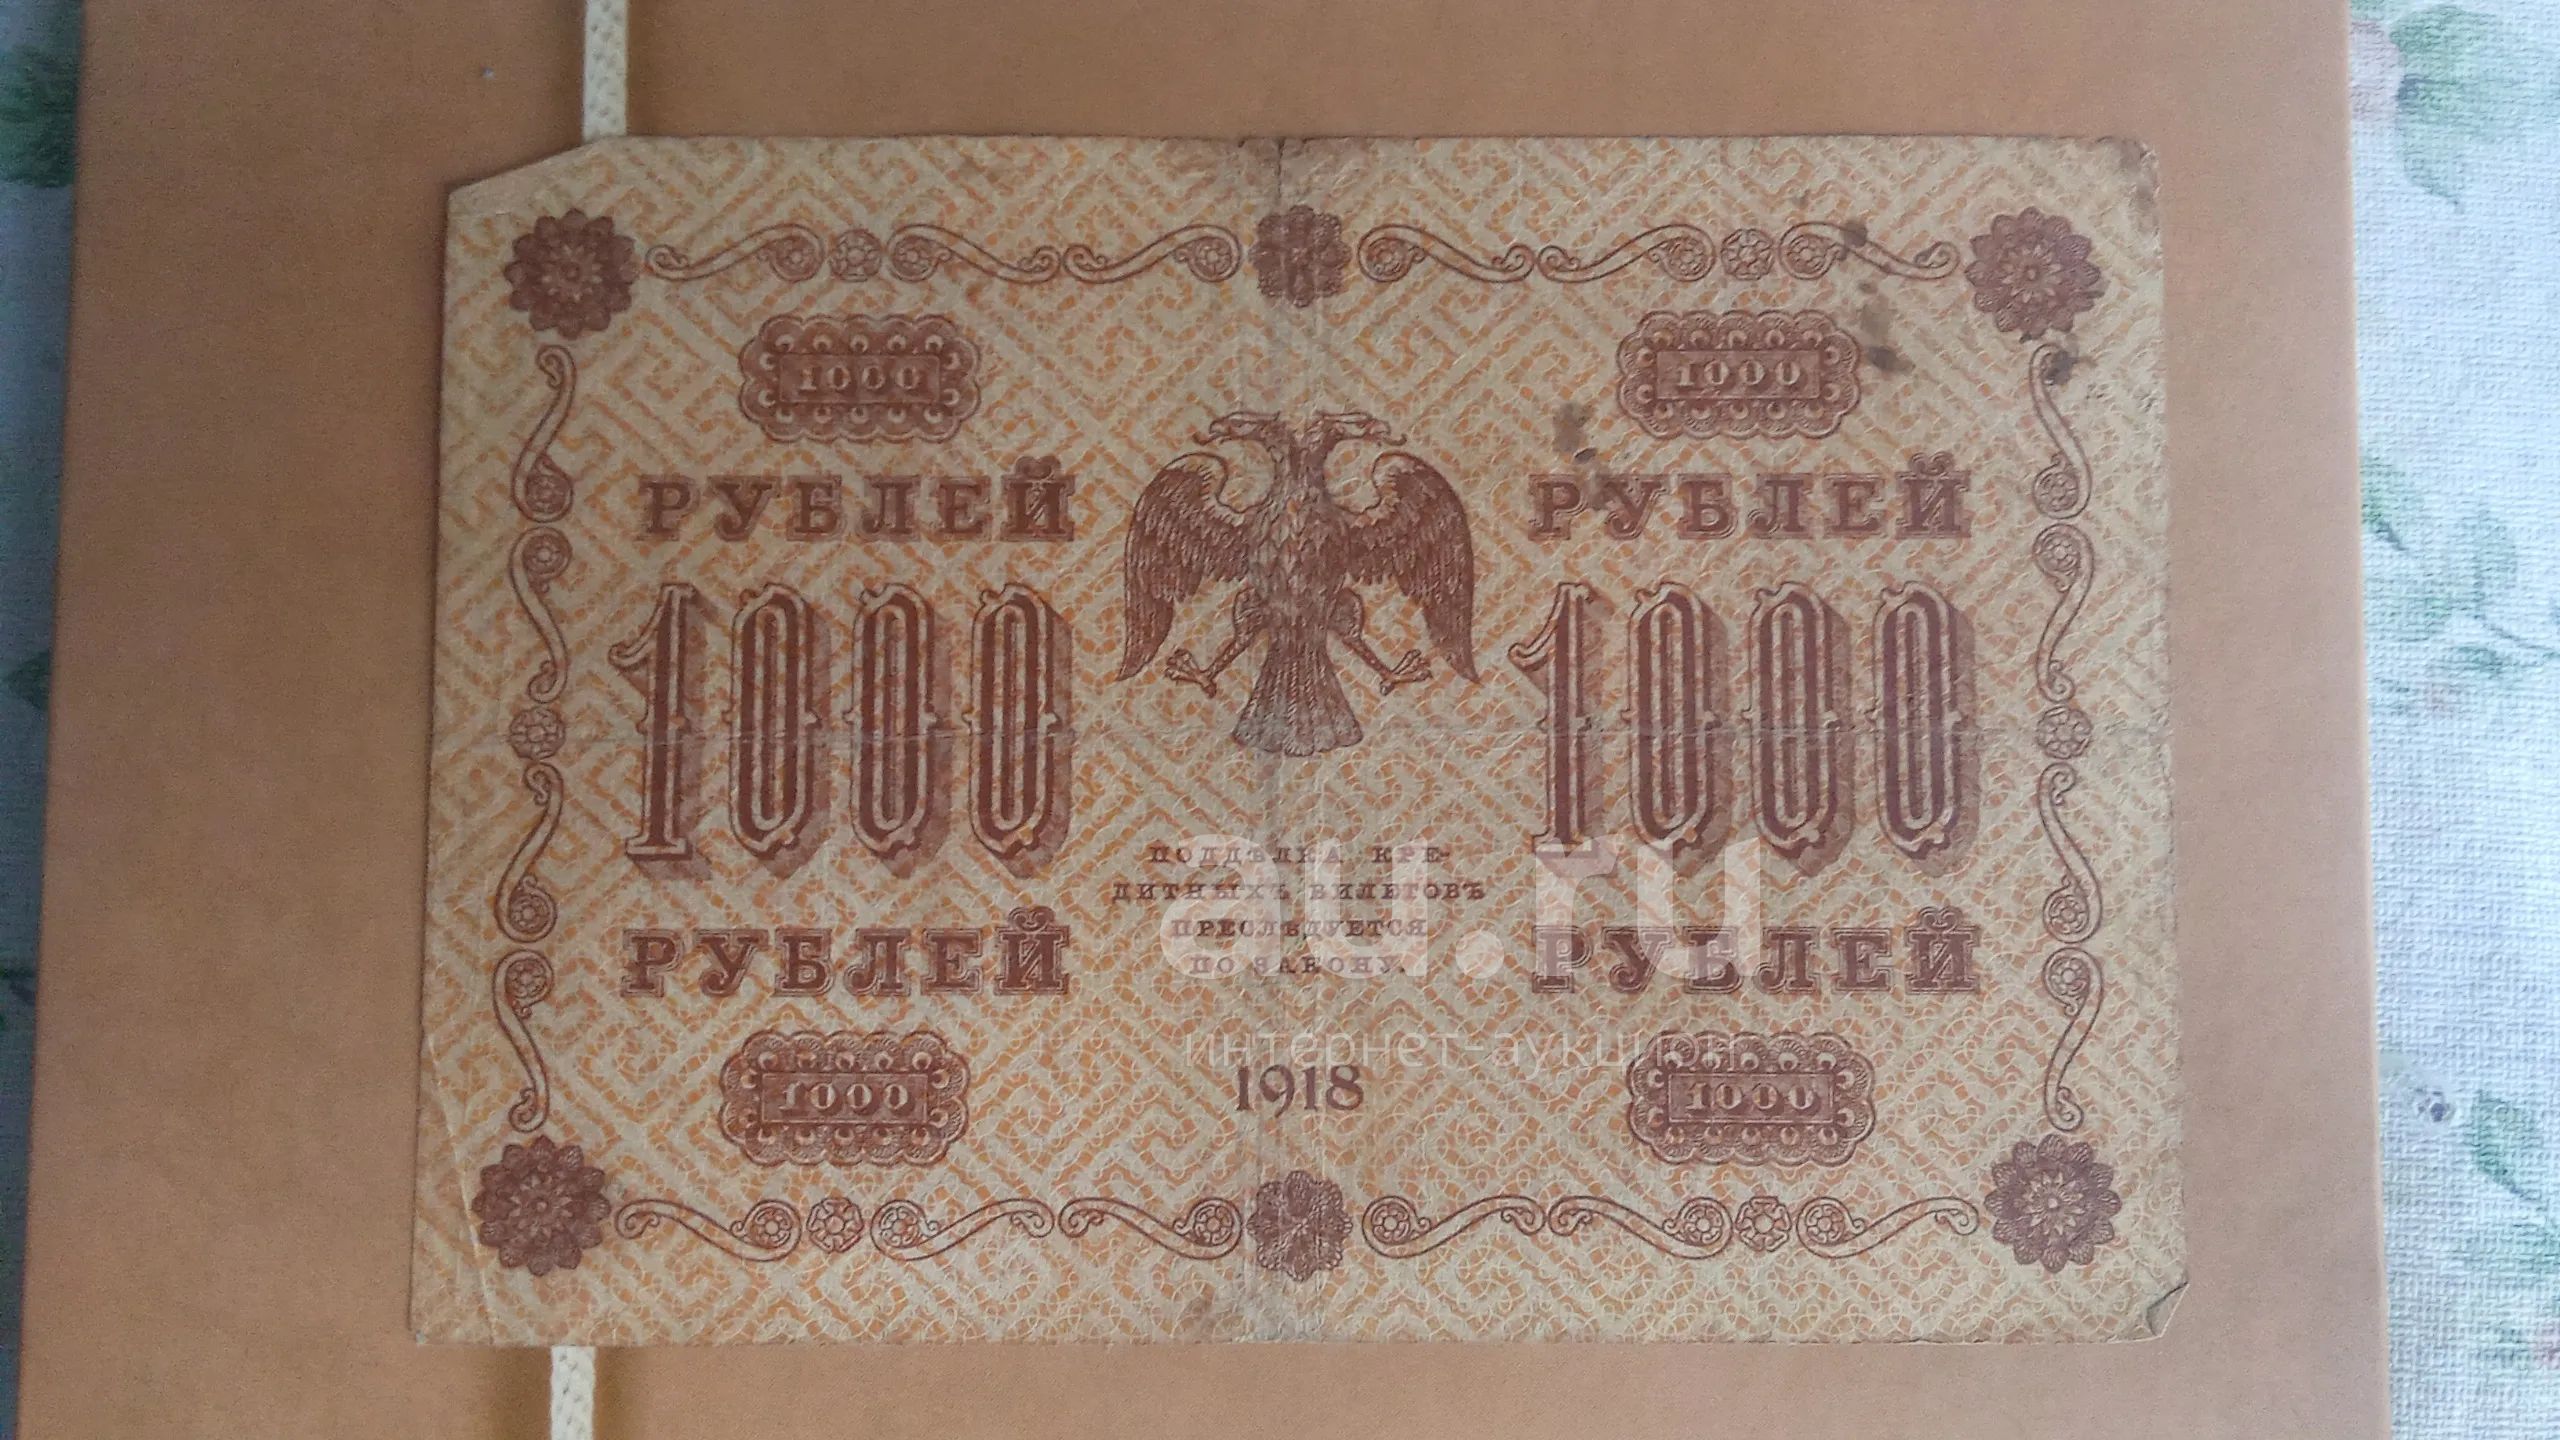 1000
1000
РУБЛЕЙ
РУБЛЕЙ
1000
1000
ПОДДѢЛКА КРЕ-
ДИТНЫХЪ БИЛЕТОВЪ
ПРЕСЛѢДУЕТСЯ
ПО ЗАКОНУ.
РУБЛЕЙ
РУБЛЕЙ
1000
1000
1918
au.ru
интернет-аукцион